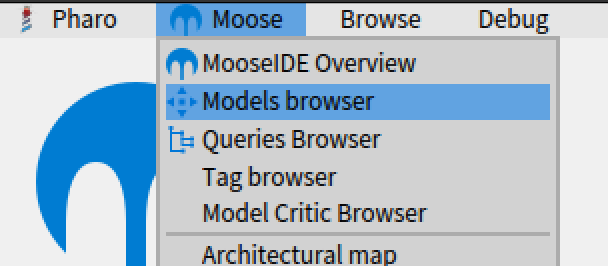 Pharo Moose Browse Debug
MooseIDE Overview
Models browser
Queries Browser
Tag browser
Model Critic Browser
Architectural map